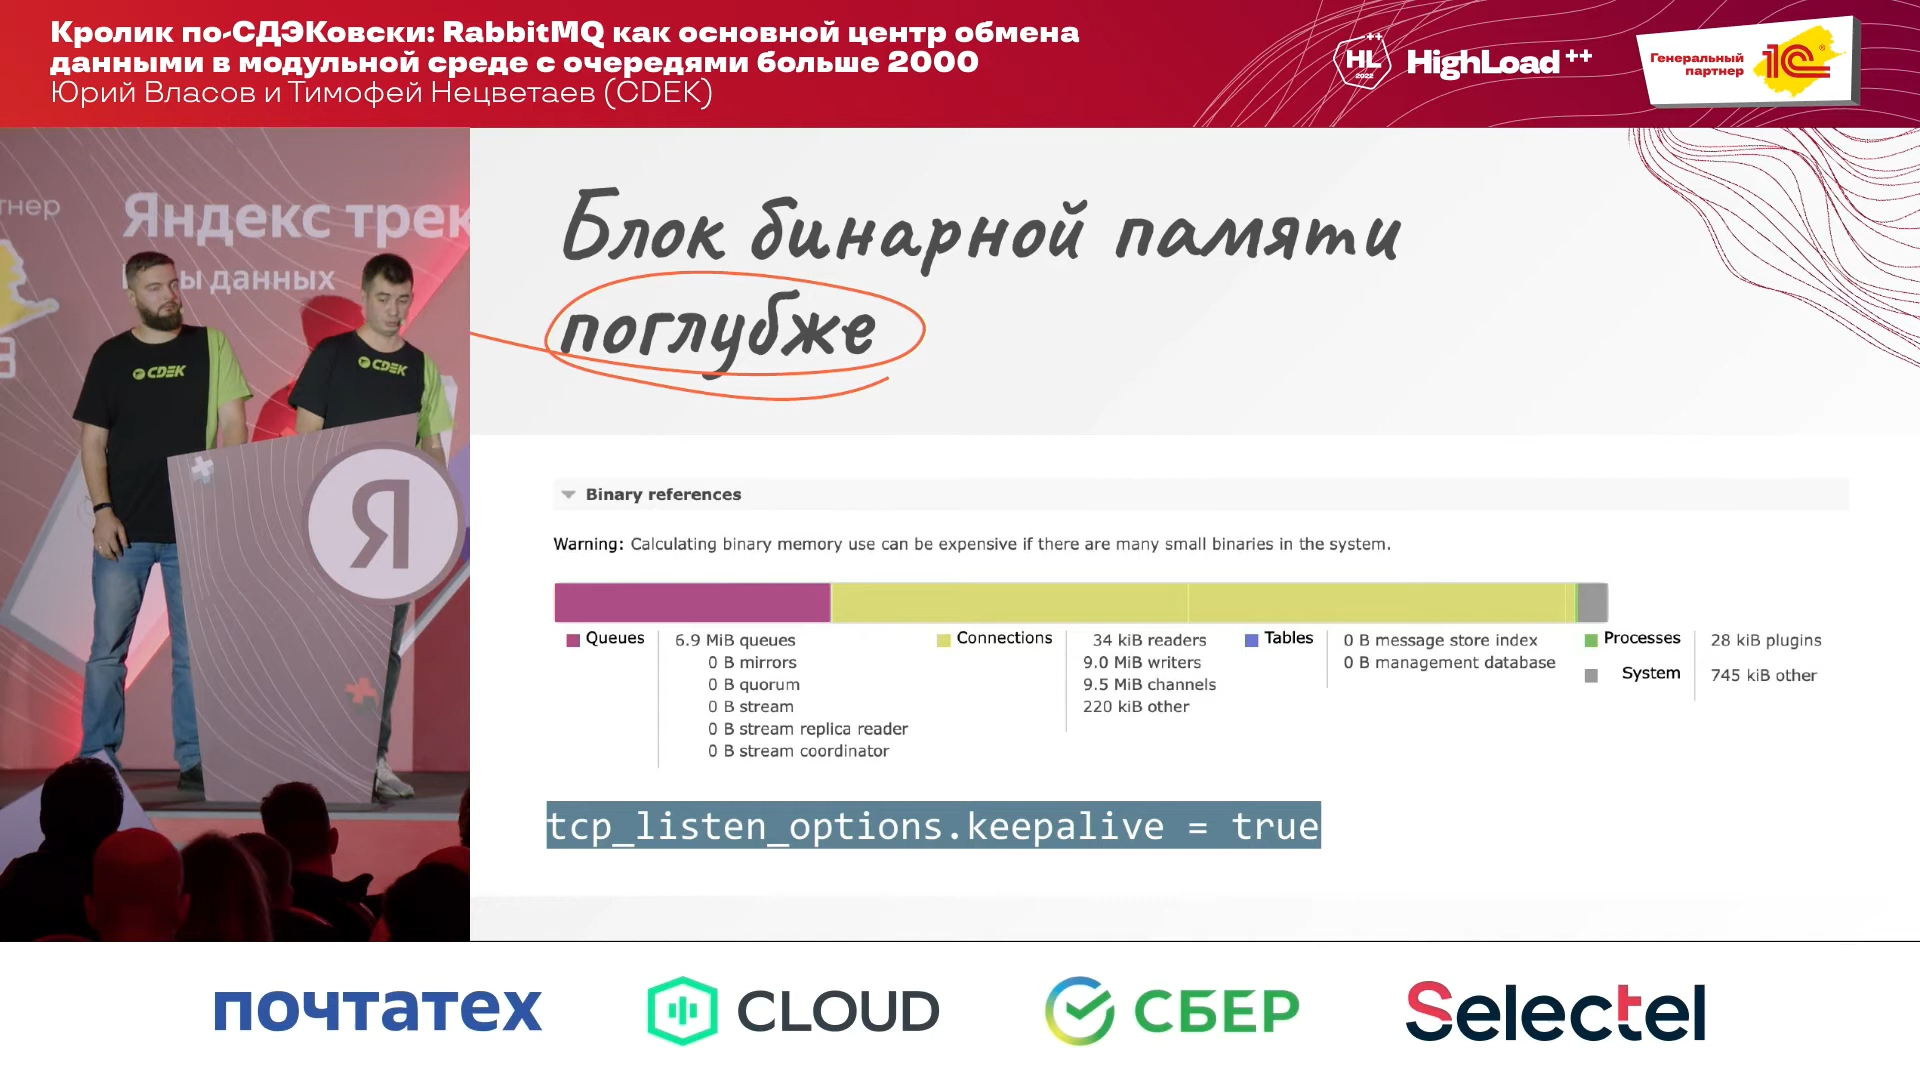 Кролик по-СДЭКовски: RabbitMQ как основной центр обмена
данными в модульной среде с очередями больше 2000
Юрий Власов и Тимофей Нецветаев (CDEK)
HL++
2022
HighLoad++
Генеральный
партнер
1С
тнер
Яндекс трек
ы данных
CDEK
CDEK
Я
Блок бинарной памяти
поглубже
Binary references
Warning: Calculating binary memory use can be expensive if there are many small binaries in the system.
Queues
6.9 MiB queues
0 B mirrors
0 B quorum
0 B stream
0 B stream replica reader
0 B stream coordinator
Connections
34 kiB readers
9.0 MiB writers
9.5 MiB channels
220 kiB other
Tables
0 B message store index
0 B management database
Processes
28 kiB plugins
System
745 kiB other
tcp_listen_options.keepalive = true
почтатех
CLOUD
СБЕР
Selectel